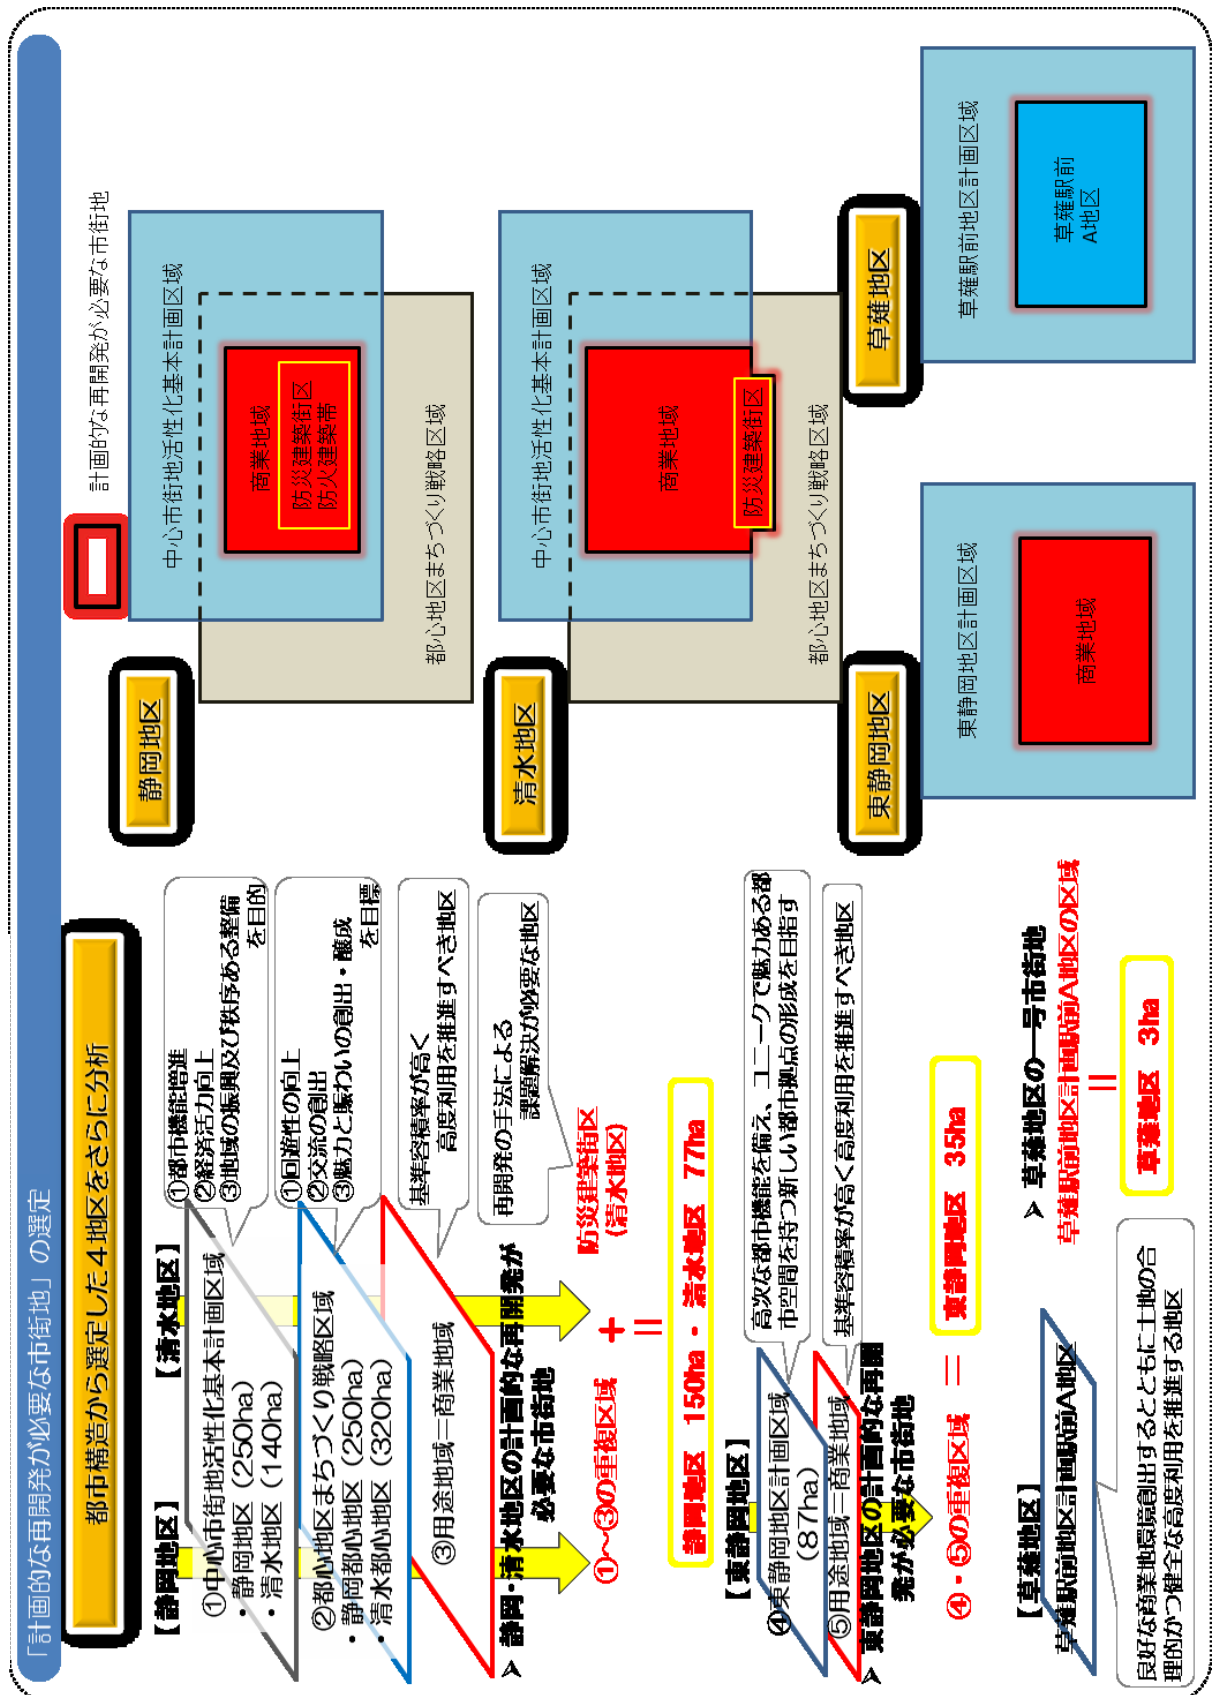 「計画的な再開発が必要な市街地」の選定
都市構造から選定した4地区をさらに分析
【静岡地区】
【清水地区】
①中心市街地活性化基本計画区域
・静岡地区（250ha）
・清水地区（140ha）
①都市機能増進
②経済活力向上
③地域の振興及び秩序ある整備
を目的
②都心地区まちづくり戦略区域
・静岡都心地区（250ha）
・清水都心地区（320ha）
①回遊性の向上
②交流の創出
③魅力と賑わいの創出・醸成
を目標
③用途地域＝商業地域
基準容積率が高く
高度利用を推進すべき地区
再開発の手法による
課題解決が必要な地区
➢ 静岡・清水地区の計画的な再開発が
必要な市街地
①～③の重複区域
＋
防災建築街区
（清水地区）
＝
静岡地区 150ha・清水地区 77ha
【東静岡地区】
④東静岡地区計画区域
（87ha）
高次な都市機能を備え、ユニークで魅力ある都
市空間を持つ新しい都市拠点の形成を目指す
⑤用途地域＝商業地域
基準容積率が高く高度利用を推進すべき地区
➢ 東静岡地区の計画的な再開
発が必要な市街地
④・⑤の重複区域 ＝ 東静岡地区 35ha
【草薙地区】
草薙駅前地区計画駅前A地区
良好な商業地環境創出するとともに土地の合
理的かつ健全な高度利用を推進する地区
➢ 草薙地区の一号市街地
草薙駅前地区計画駅前A地区の区域
＝
草薙地区 3ha
計画的な再開発が必要な市街地
静岡地区
中心市街地活性化基本計画区域
商業地域
防災建築街区
防火建築帯
都心地区まちづくり戦略区域
清水地区
中心市街地活性化基本計画区域
商業地域
防災建築街区
都心地区まちづくり戦略区域
東静岡地区
東静岡地区計画区域
商業地域
草薙地区
草薙駅前地区計画区域
草薙駅前
A地区